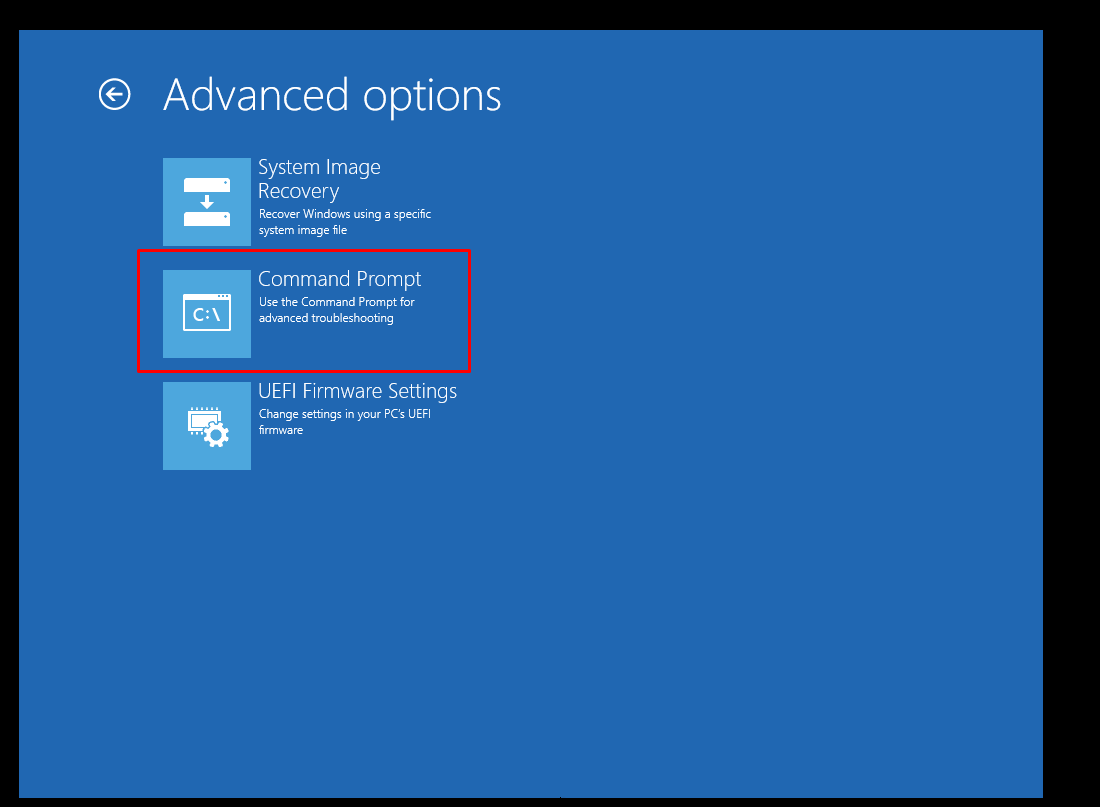 Advanced options
System Image
Recovery
Recover Windows using a specific
system image file
Command Prompt
Use the Command Prompt for
advanced troubleshooting
C:\
UEFI Firmware Settings
Change settings in your PC's UEFI
firmware